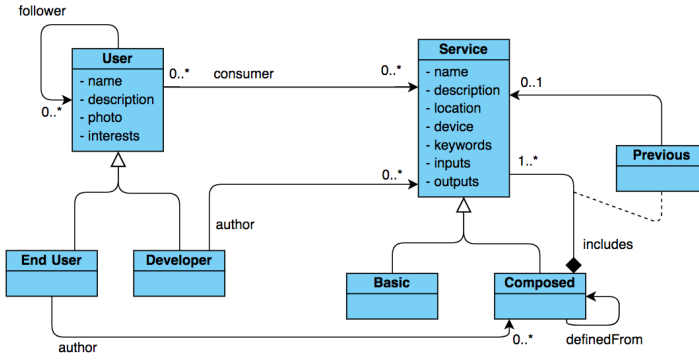 follower
User
- name
- description
- photo
- interests
0..*
0..*
consumer
0..*
Service
- name
- description
- location
- device
- keywords
- inputs
- outputs
0..1
Previous
1..*
0..*
author
includes
End User
Developer
Basic
Composed
definedFrom
0..*
author